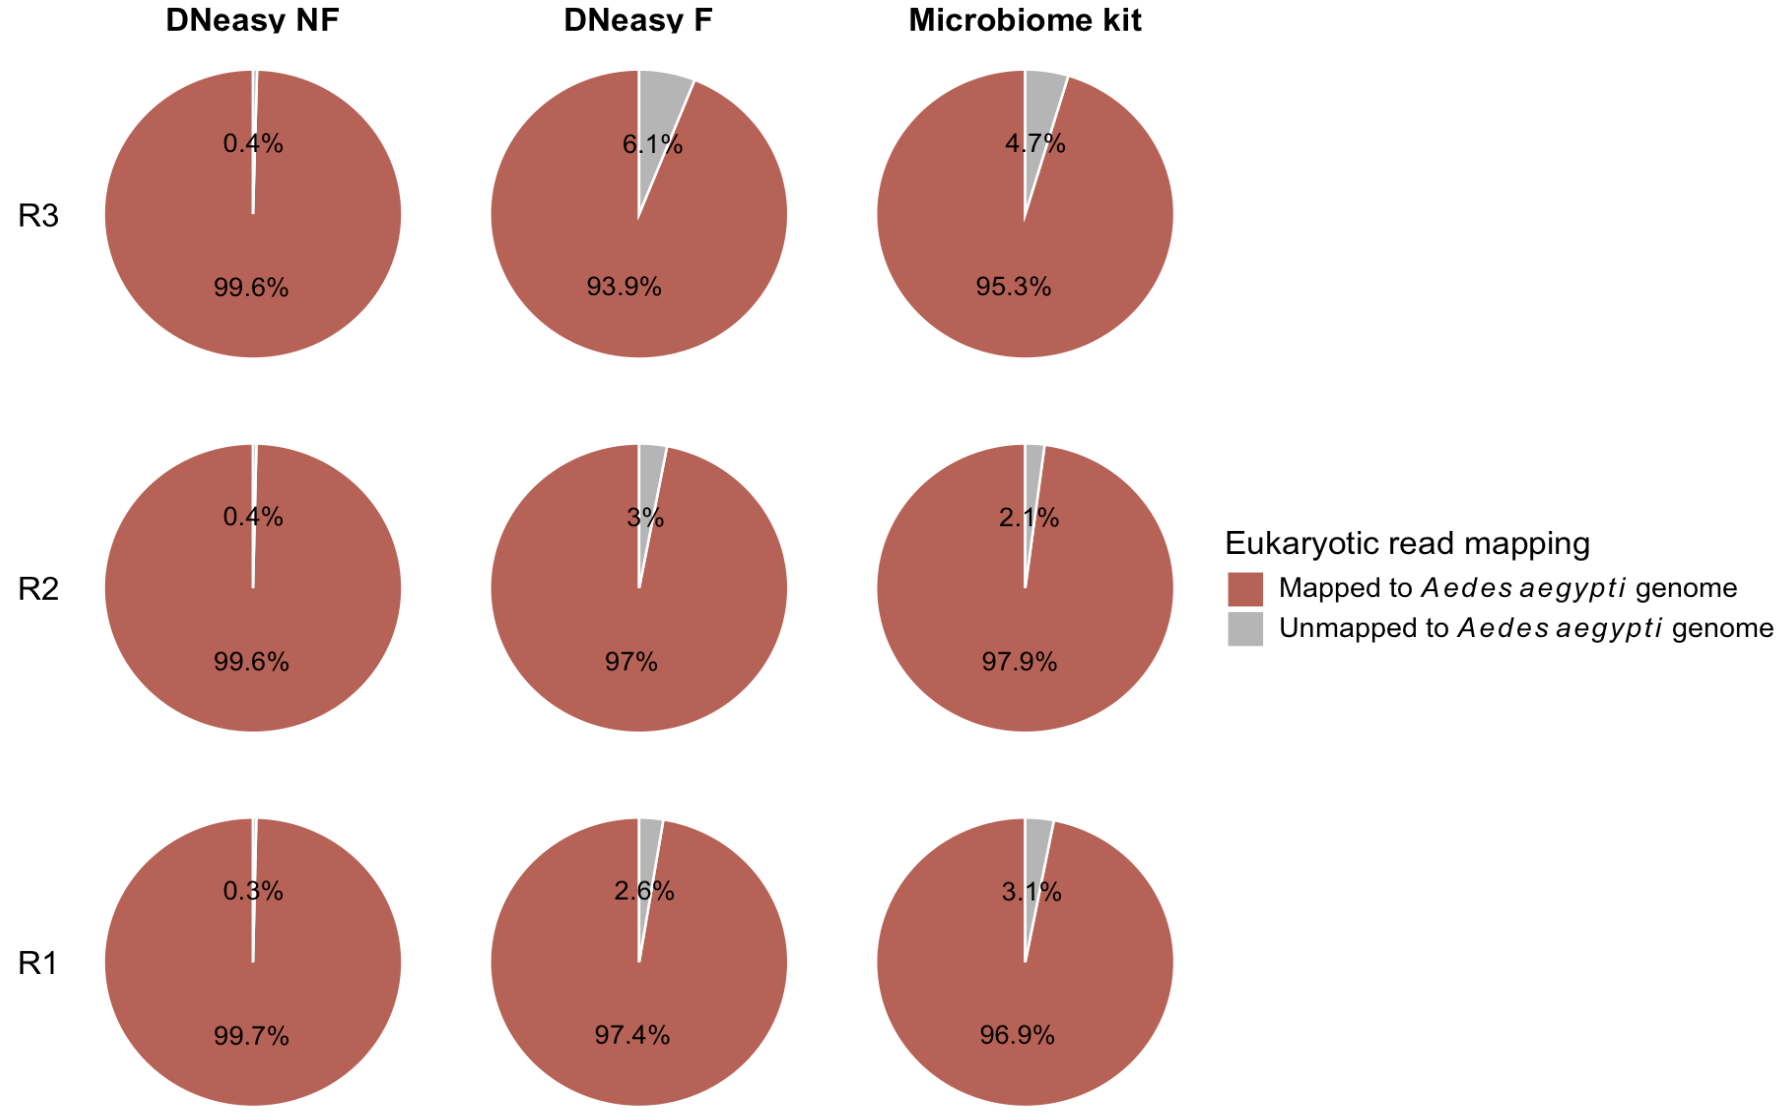 DNeasy NF DNeasy F Microbiome kit
0.4% 6.1% 4.7%
R3
99.6% 93.9% 95.3%
0.4% 3% 2.1%
R2
99.6% 97% 97.9%
Eukaryotic read mapping
Mapped to Aedes aegypti genome
Unmapped to Aedes aegypti genome
0.3% 2.6% 3.1%
R1
99.7% 97.4% 96.9%